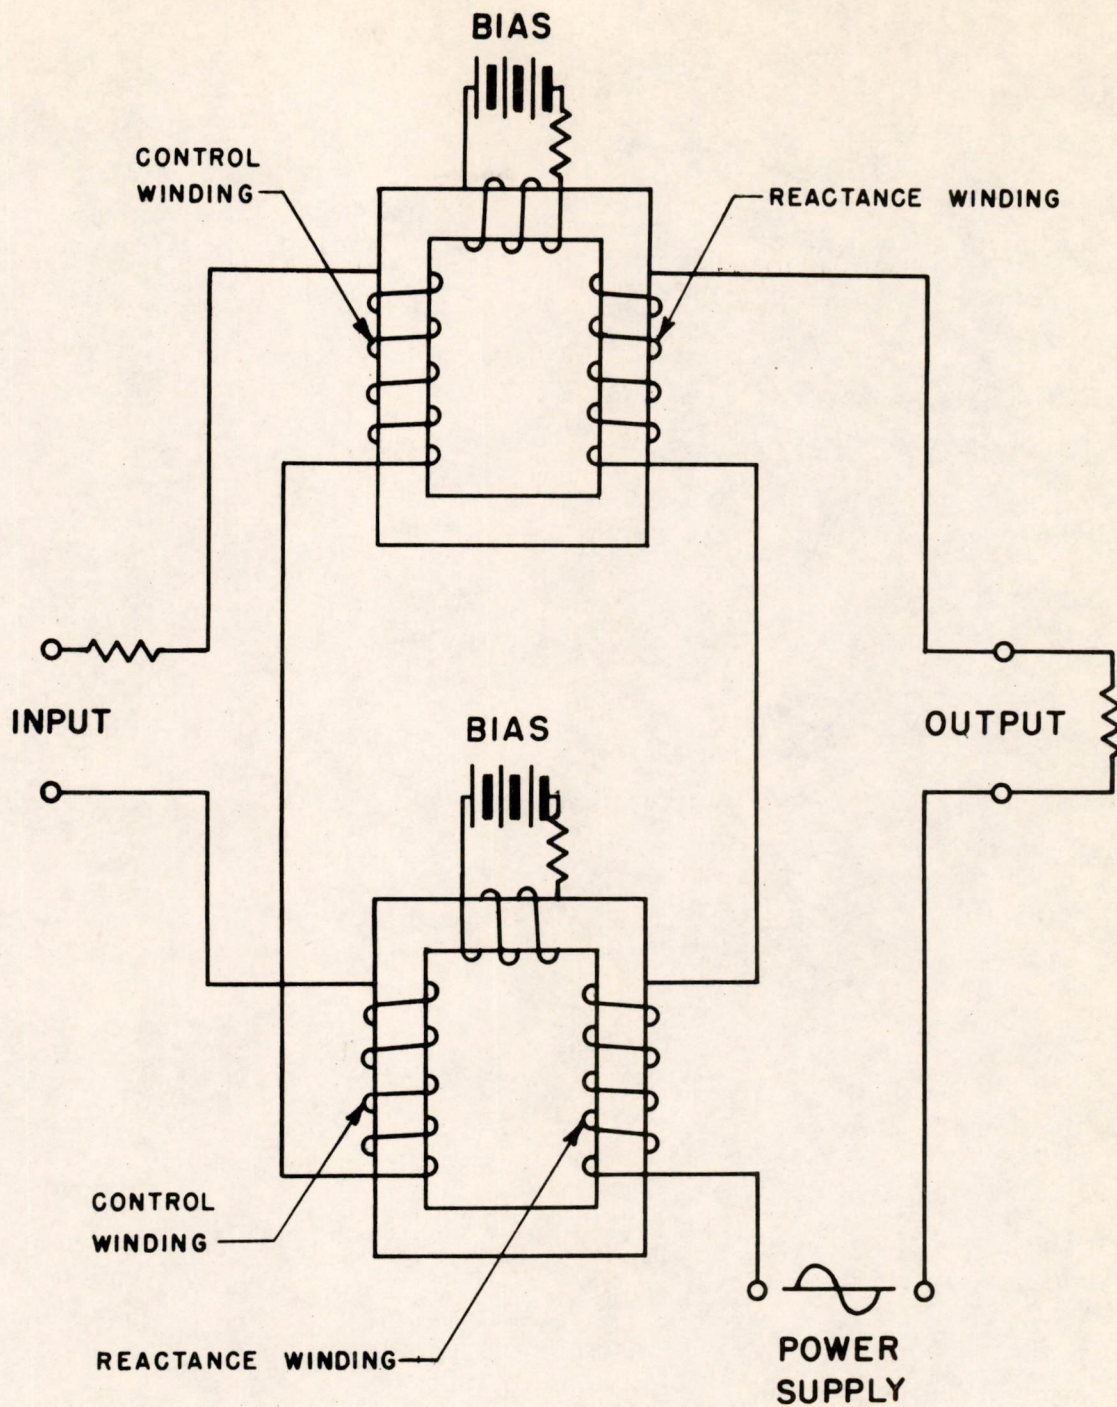 BIAS
CONTROL
WINDING
REACTANCE WINDING
INPUT
BIAS
OUTPUT
CONTROL
WINDING
REACTANCE WINDING
POWER
SUPPLY